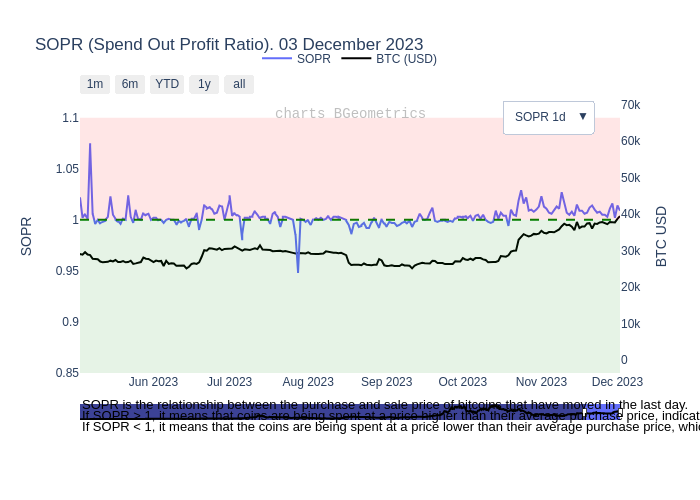 SOPR (Spend Out Profit Ratio). 03 December 2023
SOPR BTC (USD)
1m 6m YTD 1y all
charts BGeometrics
SOPR 1d ▼
1.1
1.05
1
0.95
0.9
0.85
SOPR
70k
60k
50k
40k
30k
20k
10k
0
BTC USD
Jun 2023 Jul 2023 Aug 2023 Sep 2023 Oct 2023 Nov 2023 Dec 2023
SOPR is the relationship between the purchase and sale price of bitcoins that have moved in the last day.
If SOPR > 1, it means that coins are being spent at a price higher than their average purchase price, indicat
If SOPR < 1, it means that the coins are being spent at a price lower than their average purchase price, whic